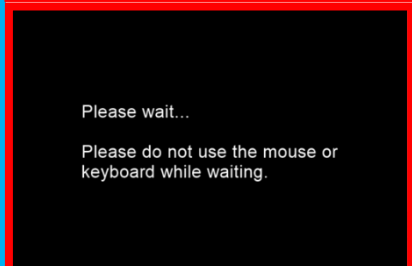 Please wait...
Please do not use the mouse or
keyboard while waiting.